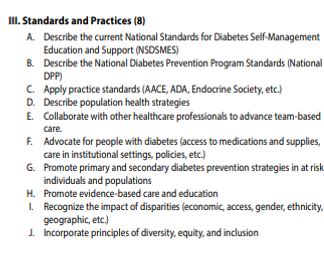 III. Standards and Practices (8)
A. Describe the current National Standards for Diabetes Self-Management
Education and Support (NSDSMES)
B. Describe the National Diabetes Prevention Program Standards (National
DPP)
C. Apply practice standards (AACE, ADA, Endocrine Society, etc.)
D. Describe population health strategies
E. Collaborate with other healthcare professionals to advance team-based
care.
F. Advocate for people with diabetes (access to medications and supplies,
care in institutional settings, policies, etc.)
G. Promote primary and secondary diabetes prevention strategies in at risk
individuals and populations
H. Promote evidence-based care and education
I. Recognize the impact of disparities (economic, access, gender, ethnicity,
geographic, etc.)
J. Incorporate principles of diversity, equity, and inclusion